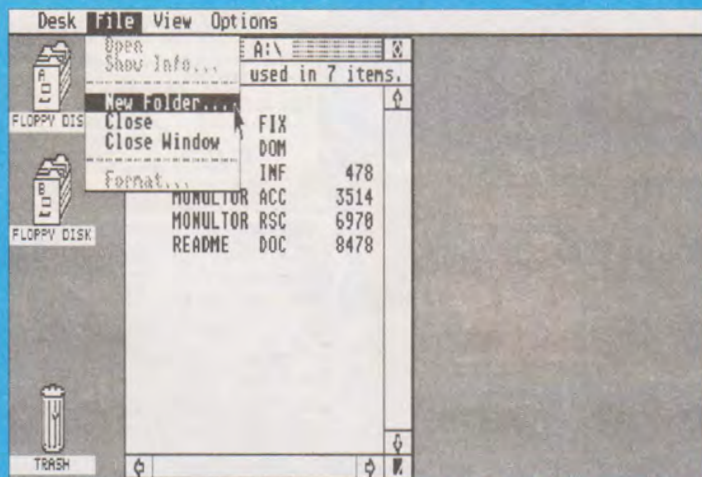 Desk File View Options
Open
Show Info...
New Folder...
Close
Close Window
Format...
A:\
used in 7 items.
FIX
DOM
INF 478
MONULTOR ACC 3514
MONULTOR RSC 6970
README DOC 8478
A
FLOPPY DIS
B
FLOPPY DISK
TRASH